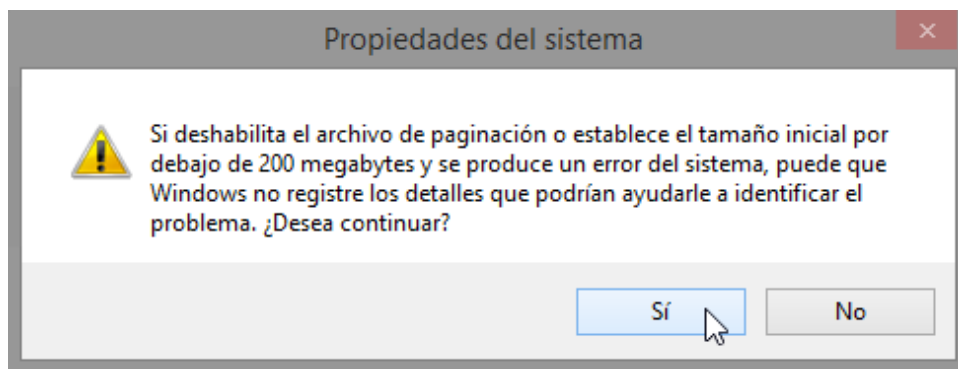 Propiedades del sistema
Si deshabilita el archivo de paginación o establece el tamaño inicial por
debajo de 200 megabytes y se produce un error del sistema, puede que
Windows no registre los detalles que podrían ayudarle a identificar el
problema. ¿Desea continuar?
Sí
No